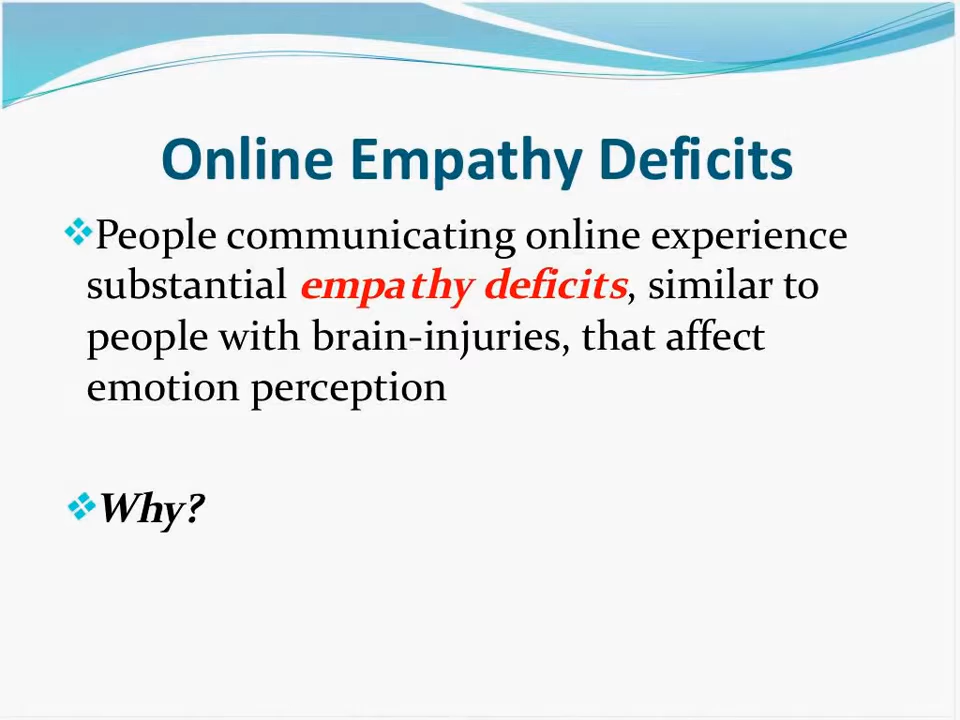 Online Empathy Deficits
People communicating online experience
substantial empathy deficits, similar to
people with brain-injuries, that affect
emotion perception
Why?